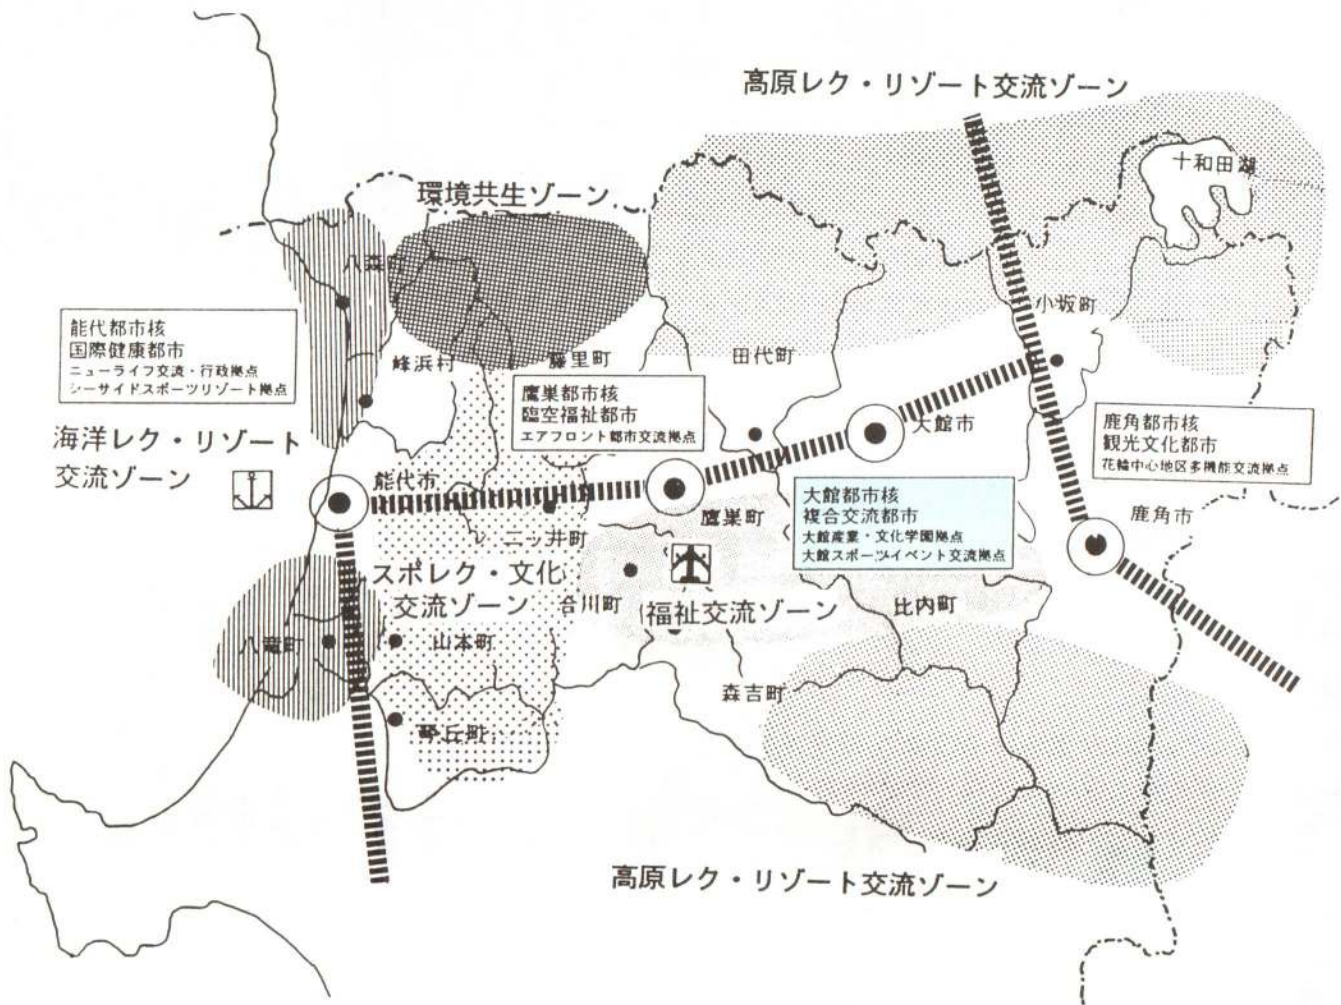 高原レク・リゾート交流ゾーン
十和田湖
環境共生ゾーン
八森町
小坂町
能代都市核
国際健康都市
ニューライフ交流・行政拠点
シーサイドスポーツリゾート拠点
峰浜村
藤里町
田代町
鷹巣都市核
臨空福祉都市
エアフロント都市交流拠点
大館市
鹿角都市核
観光文化都市
花輪中心地区多機能交流拠点
海洋レク・リゾート
交流ゾーン
能代市
二ッ井町
鷹巣町
大館都市核
複合交流都市
大館産業・文化学園拠点
大館スポーツイベント交流拠点
鹿角市
スポレク・文化
交流ゾーン
合川町
福祉交流ゾーン
比内町
八竜町
山本町
森吉町
琴丘町
高原レク・リゾート交流ゾーン